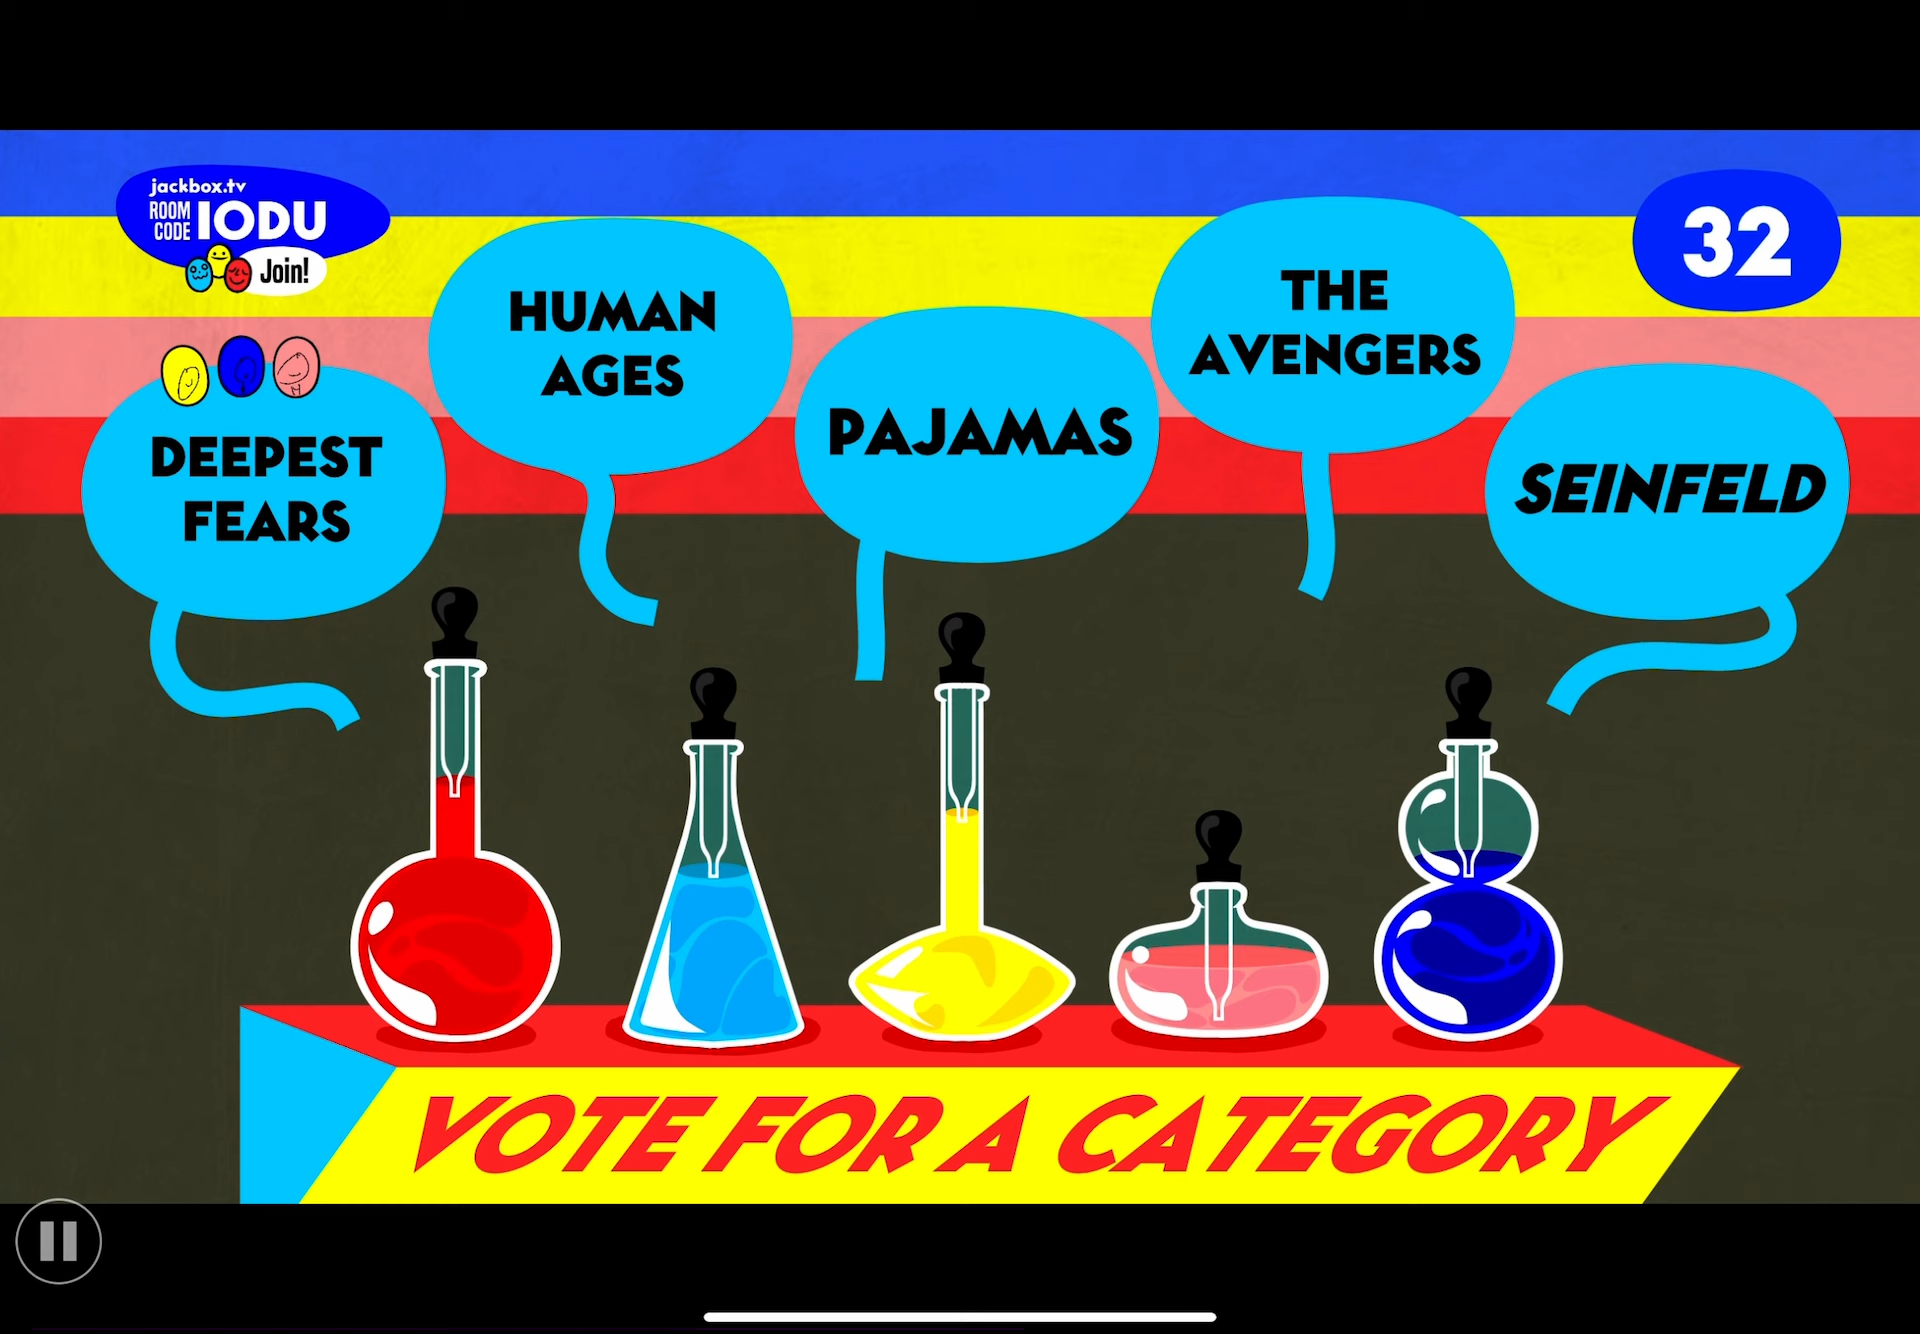 jackbox.tv
ROOM
CODE
IODU
Join!
32
DEEPEST
FEARS
HUMAN
AGES
PAJAMAS
THE
AVENGERS
SEINFELD
VOTE FOR A CATEGORY